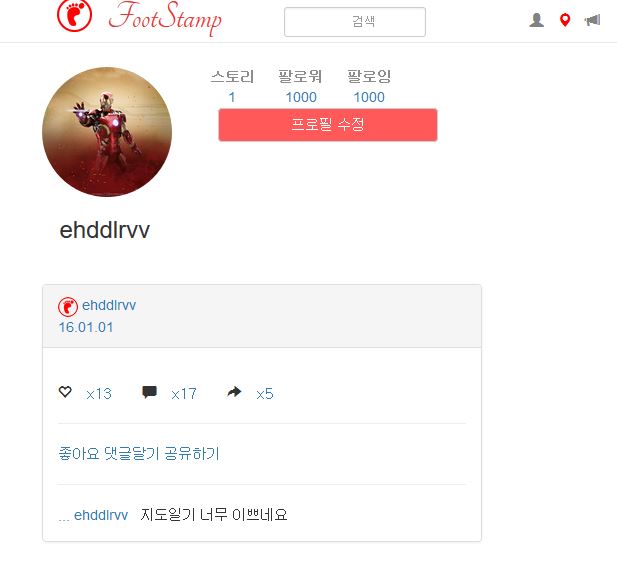 FootStamp
검색
스토리 팔로워 팔로잉
1 1000 1000
프로필 수정
ehddlrvv
ehddlrvv
16.01.01
x13 x17 x5
좋아요 댓글달기 공유하기
... ehddlrvv 지도일기 너무 이쁘네요